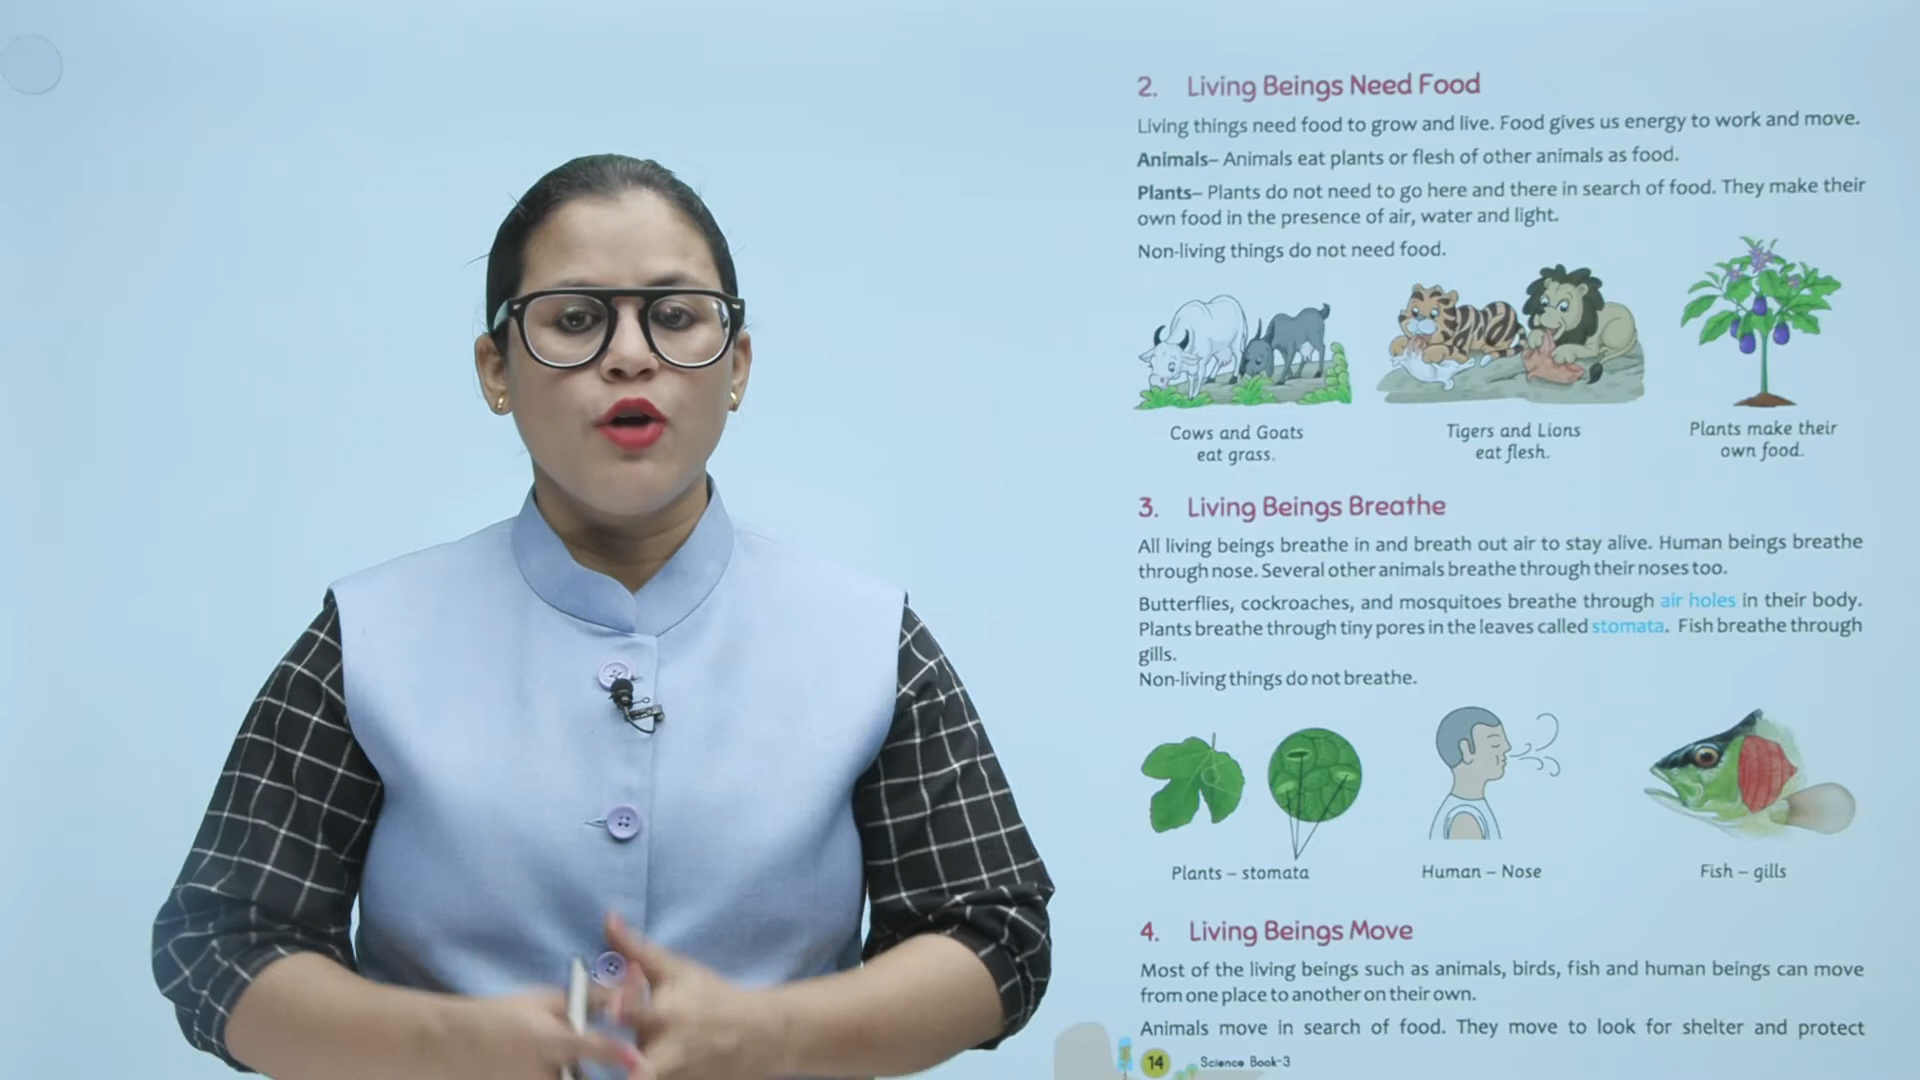 2. Living Beings Need Food
Living things need food to grow and live. Food gives us energy to work and move.
Animals– Animals eat plants or flesh of other animals as food.
Plants– Plants do not need to go here and there in search of food. They make their
own food in the presence of air, water and light.
Non-living things do not need food.
Cows and Goats
eat grass.
Tigers and Lions
eat flesh.
Plants make their
own food.
3. Living Beings Breathe
All living beings breathe in and breath out air to stay alive. Human beings breathe
through nose. Several other animals breathe through their noses too.
Butterflies, cockroaches, and mosquitoes breathe through air holes in their body.
Plants breathe through tiny pores in the leaves called stomata. Fish breathe through
gills.
Non-living things do not breathe.
Plants – stomata
Human – Nose
Fish – gills
4. Living Beings Move
Most of the living beings such as animals, birds, fish and human beings can move
from one place to another on their own.
Animals move in search of food. They move to look for shelter and protect
14 Science Book-3